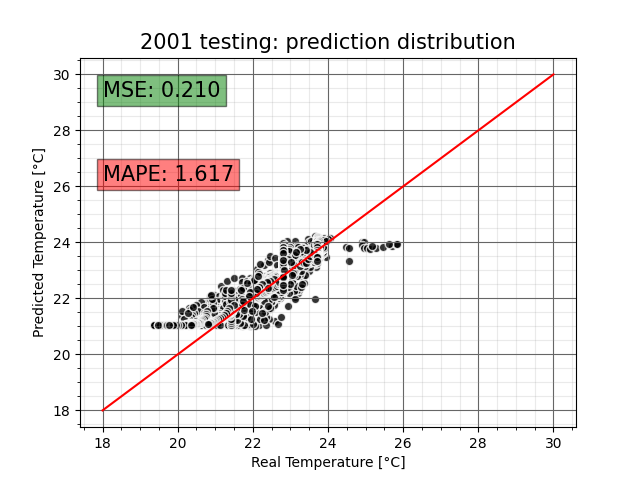 2001 testing: prediction distribution
30
28
26
24
22
20
18
MSE: 0.210
MAPE: 1.617
Predicted Temperature [°C]
18 20 22 24 26 28 30
Real Temperature [°C]